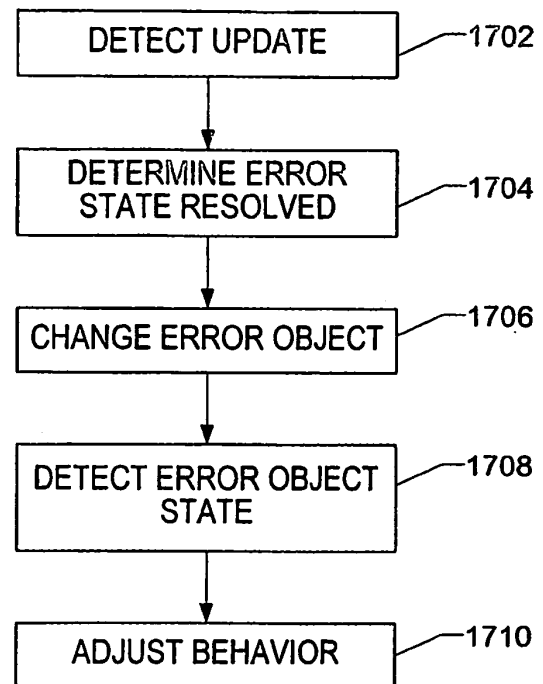 DETECT UPDATE
1702
DETERMINE ERROR
STATE RESOLVED
1704
CHANGE ERROR OBJECT
1706
DETECT ERROR OBJECT
STATE
1708
ADJUST BEHAVIOR
1710